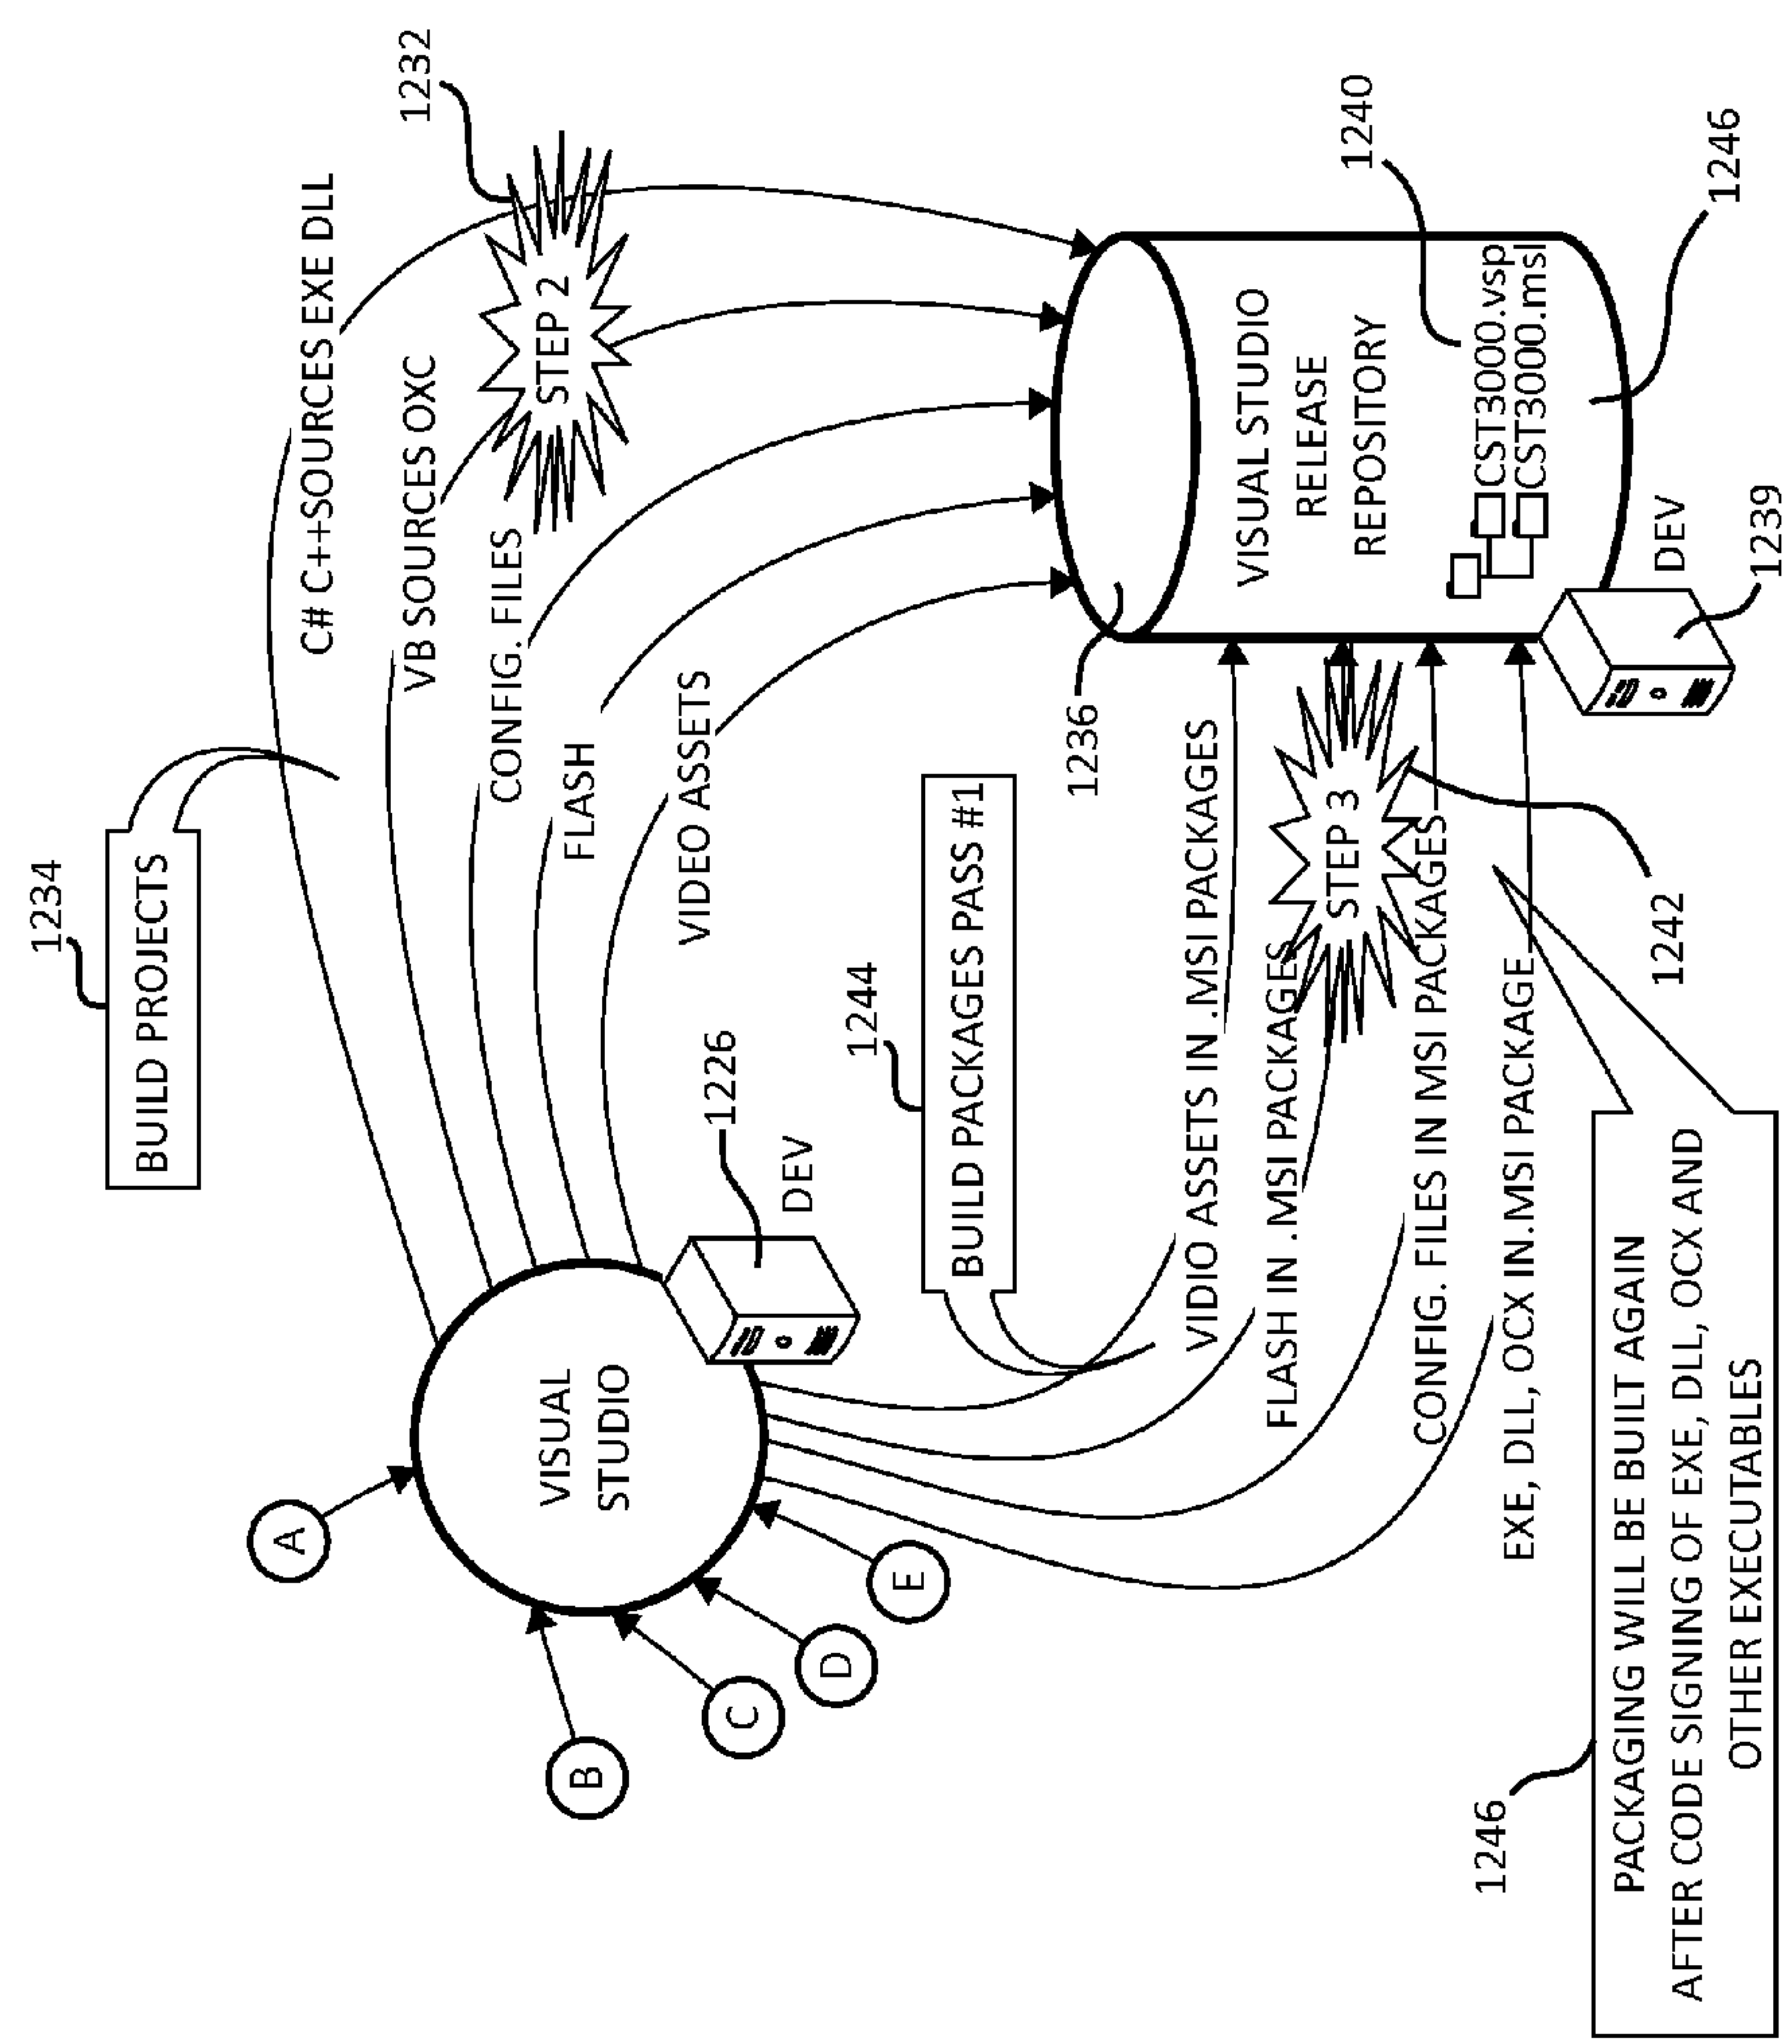 1234
BUILD PROJECTS
C# C++SOURCES EXE DLL
1232
VB SOURCES OXC
STEP 2
CONFIG. FILES
FLASH
VIDEO ASSETS
A
B
C
D
E
VISUAL
STUDIO
1226
DEV
1244
BUILD PACKAGES PASS #1
1236
VISUAL STUDIO
RELEASE
REPOSITORY
1240
CST3000.vsp
CST3000.msl
1246
DEV
1239
VIDIO ASSETS IN .MSI PACKAGES
FLASH IN .MSI PACKAGES
STEP 3
CONFIG. FILES IN MSI PACKAGES
EXE, DLL, OCX IN.MSI PACKAGE
1242
1246
PACKAGING WILL BE BUILT AGAIN
AFTER CODE SIGNING OF EXE, DLL, OCX AND
OTHER EXECUTABLES